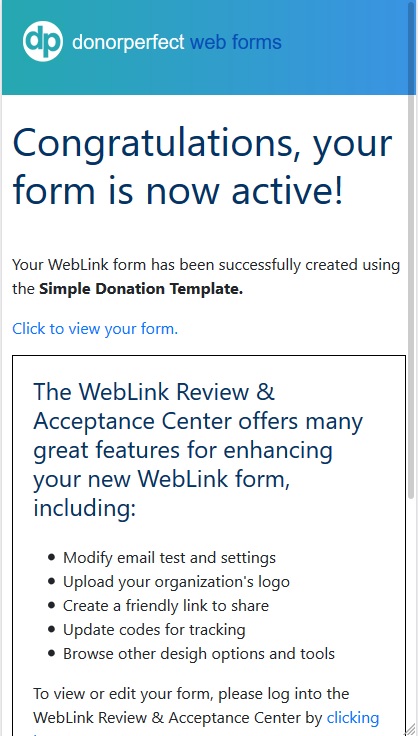 dp donorperfect web forms
Congratulations, your
form is now active!
Your WebLink form has been successfully created using
the Simple Donation Template.
Click to view your form.
The WebLink Review &
Acceptance Center offers many
great features for enhancing
your new WebLink form,
including:
• Modify email test and settings
• Upload your organization's logo
• Create a friendly link to share
• Update codes for tracking
• Browse other desigh options and tools
To view or edit your form, please log into the
WebLink Review & Acceptance Center by clicking